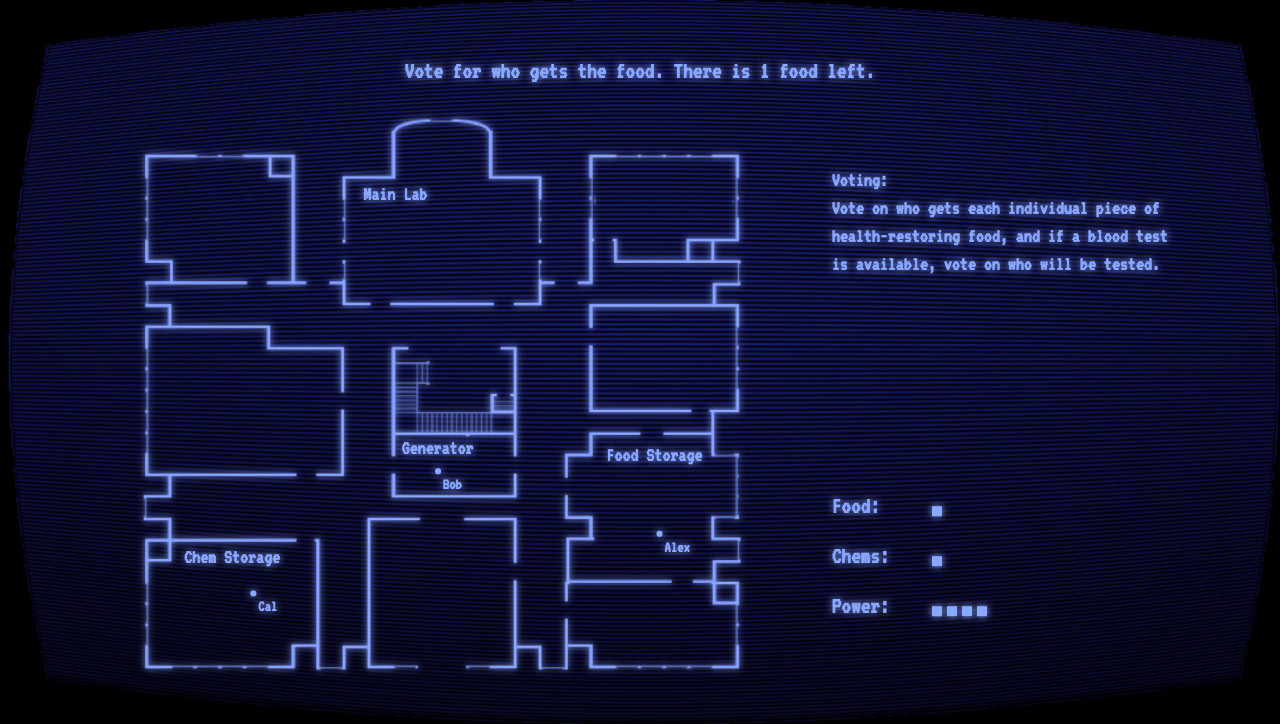 Vote for who gets the food. There is 1 food left.
Main Lab
Voting:
Vote on who gets each individual piece of
health-restoring food, and if a blood test
is available, vote on who will be tested.
Generator
Bob
Food Storage
Alex
Chem Storage
Cal
Food:
Chems:
Power: